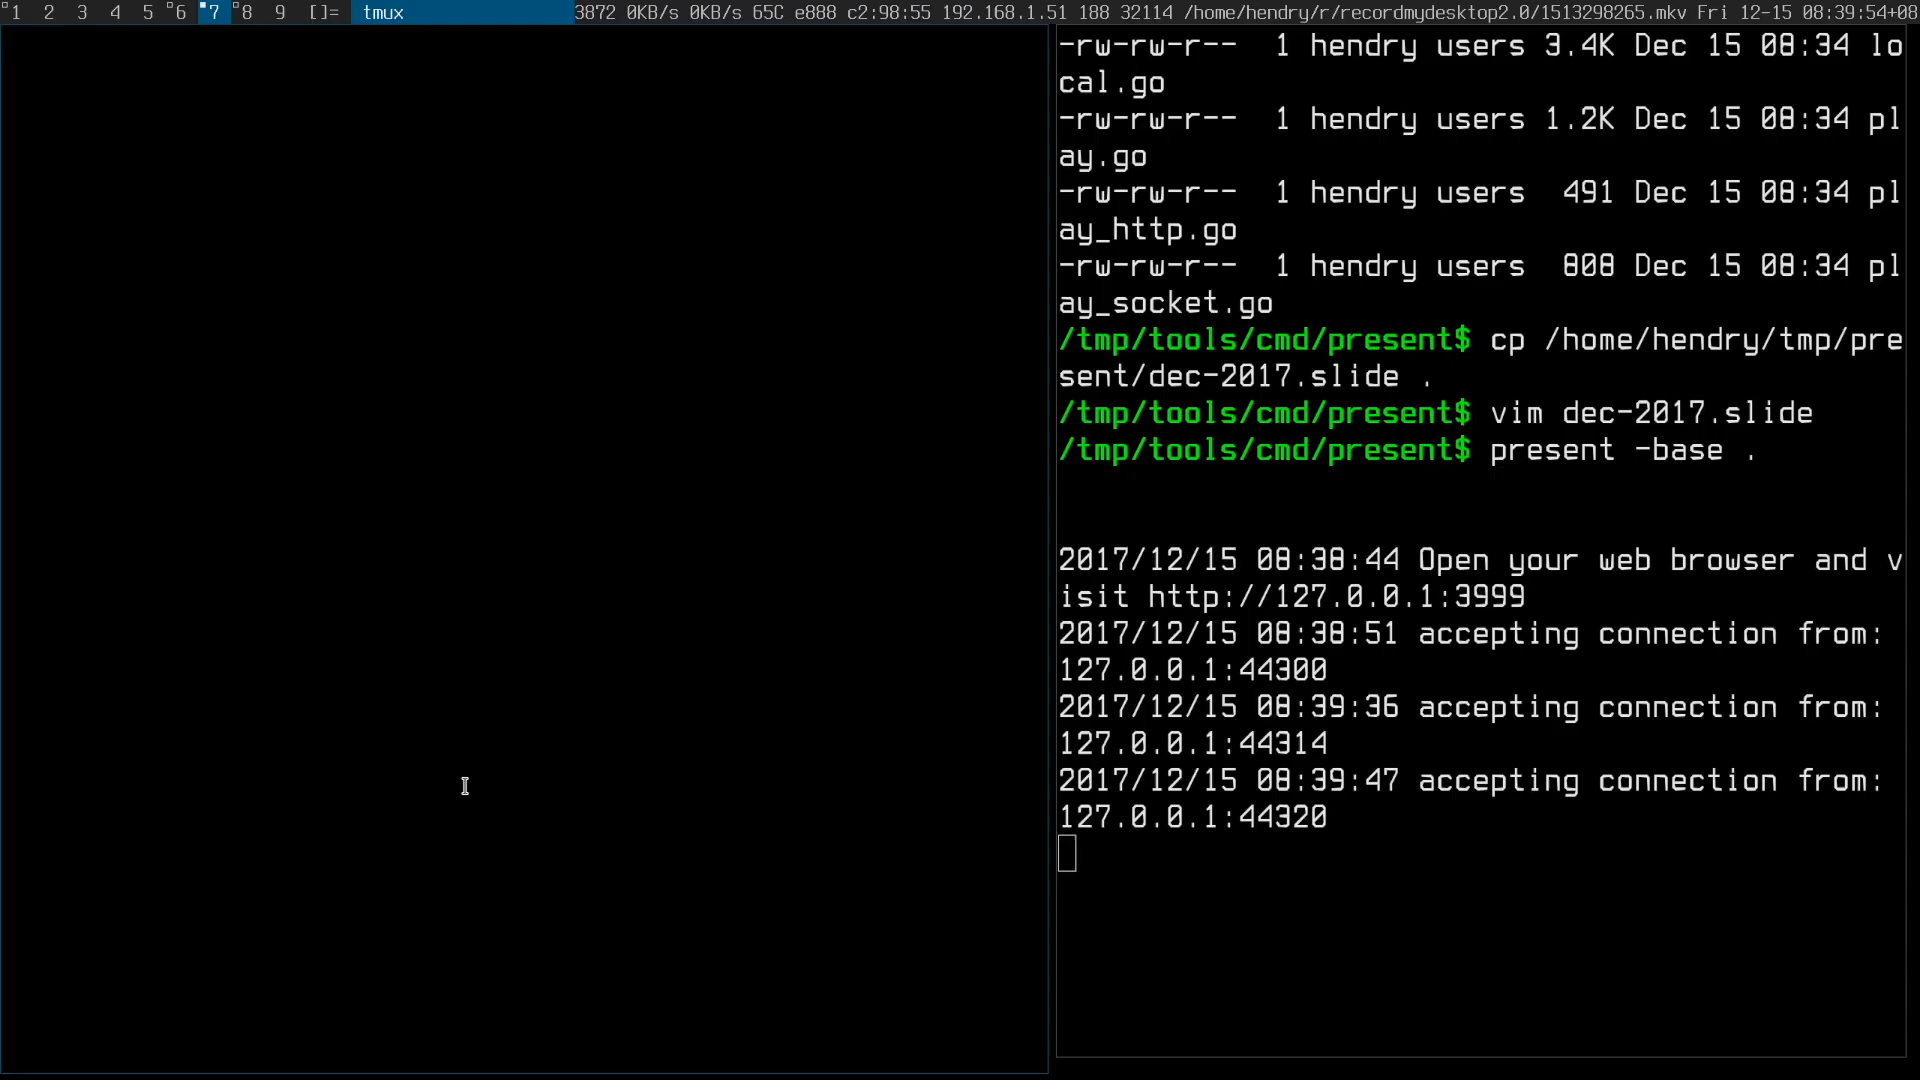 1 2 3 4 5 6 7 8 9 []= tmux 3872 0KB/s 0KB/s 65C e888 c2:98:55 192.168.1.51 188 32114 /home/hendry/r/recordmydesktop2.0/1513298265.mkv Fri 12-15 08:39:54+08
-rw-rw-r-- 1 hendry users 3.4K Dec 15 08:34 lo
cal.go
-rw-rw-r-- 1 hendry users 1.2K Dec 15 08:34 pl
ay.go
-rw-rw-r-- 1 hendry users 491 Dec 15 08:34 pl
ay_http.go
-rw-rw-r-- 1 hendry users 808 Dec 15 08:34 pl
ay_socket.go
/tmp/tools/cmd/present$ cp /home/hendry/tmp/pre
sent/dec-2017.slide .
/tmp/tools/cmd/present$ vim dec-2017.slide
/tmp/tools/cmd/present$ present -base .
2017/12/15 08:38:44 Open your web browser and v
isit http://127.0.0.1:3999
2017/12/15 08:38:51 accepting connection from:
127.0.0.1:44300
2017/12/15 08:39:36 accepting connection from:
127.0.0.1:44314
2017/12/15 08:39:47 accepting connection from:
127.0.0.1:44320